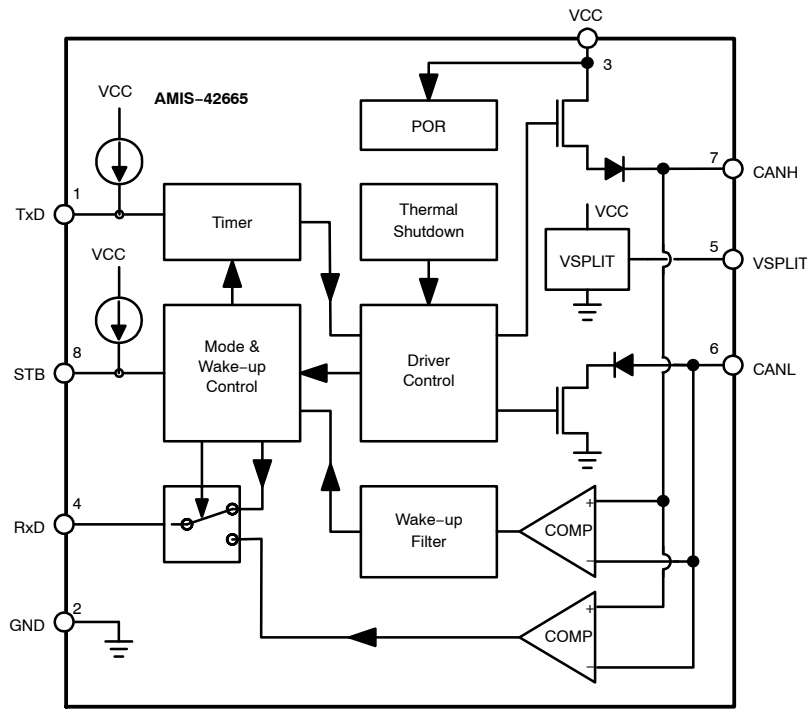 VCC
3
VCC
AMIS−42665
POR
7
CANH
1
TxD
Timer
Thermal
Shutdown
VCC
5
VSPLIT
VSPLIT
VCC
8
STB
Mode &
Wake−up
Control
Driver
Control
6
CANL
4
RxD
Wake−up
Filter
+
COMP
−
2
GND
+
COMP
−